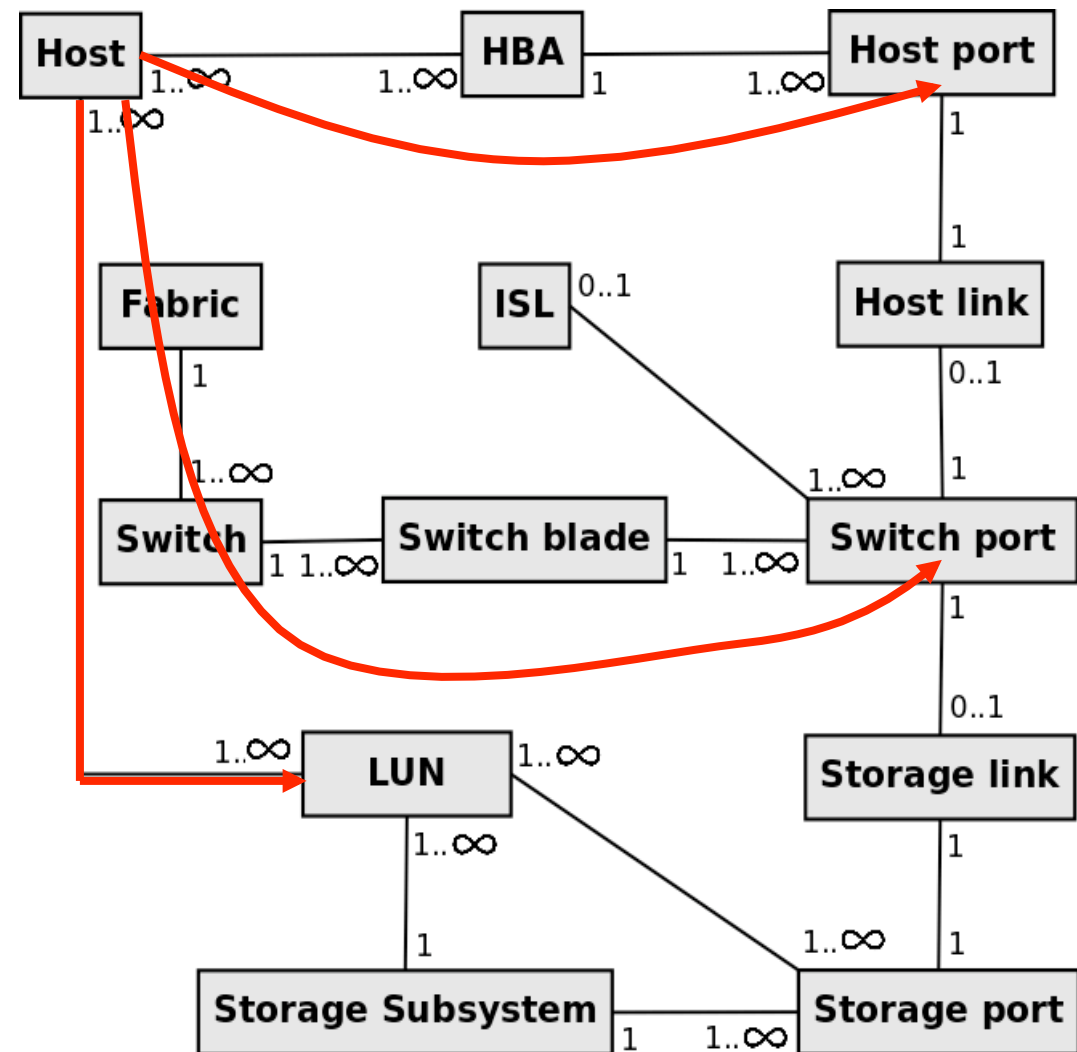 Host
HBA
Host port
1..∞
1..∞
1
1..∞
1..∞
1
1
Fabric
ISL
0..1
Host link
1
0..1
1..∞
1..∞
1
Switch
Switch blade
Switch port
1
1..∞
1
1..∞
1
0..1
1..∞
LUN
1..∞
Storage link
1..∞
1
1
1..∞
1
Storage Subsystem
Storage port
1
1..∞